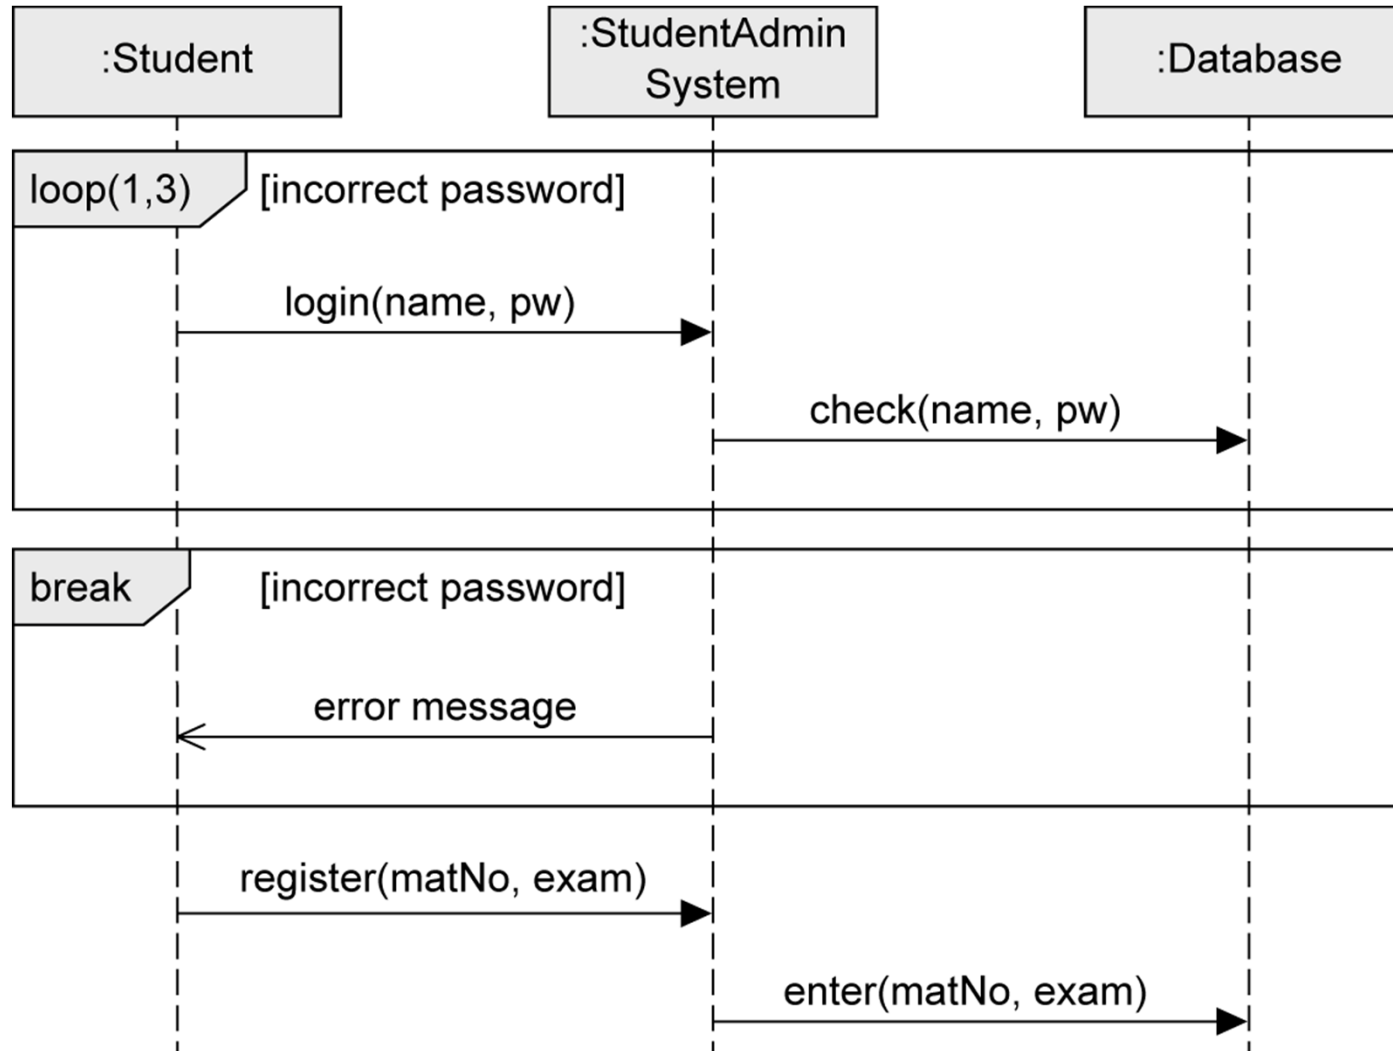 :Student
:StudentAdmin
System
:Database
loop(1,3)
[incorrect password]
login(name, pw)
check(name, pw)
break
[incorrect password]
error message
register(matNo, exam)
enter(matNo, exam)